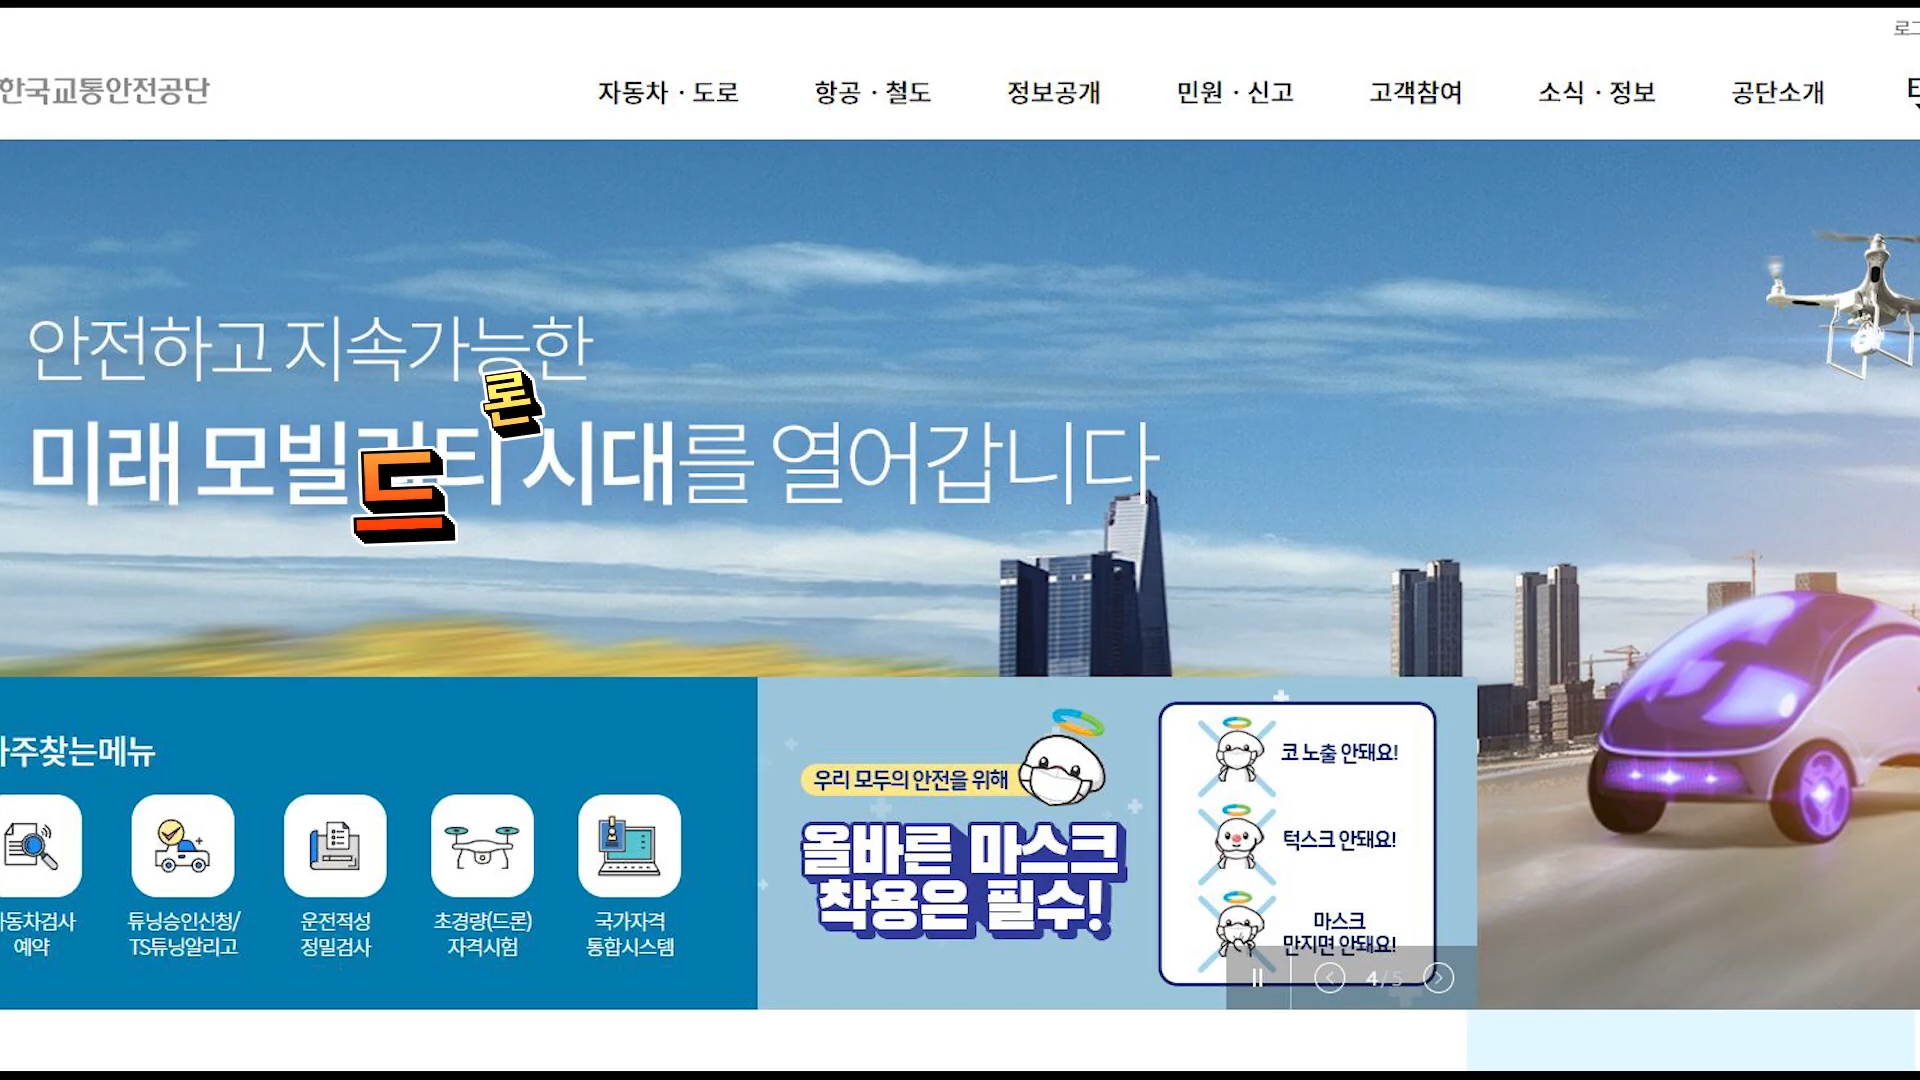 로그
한국교통안전공단
자동차 · 도로
항공 · 철도
정보공개
민원 · 신고
고객참여
소식 · 정보
공단소개
안전하고 지속가능한
론
미래 모빌리티 시대를 열어갑니다
드
자주찾는메뉴
자동차검사
예약
튜닝승인신청/
TS튜닝알리고
운전적성
정밀검사
초경량(드론)
자격시험
국가자격
통합시스템
우리 모두의 안전을 위해
올바른 마스크
착용은 필수!
코 노출 안돼요!
턱스크 안돼요!
마스크
만지면 안돼요!
4/5